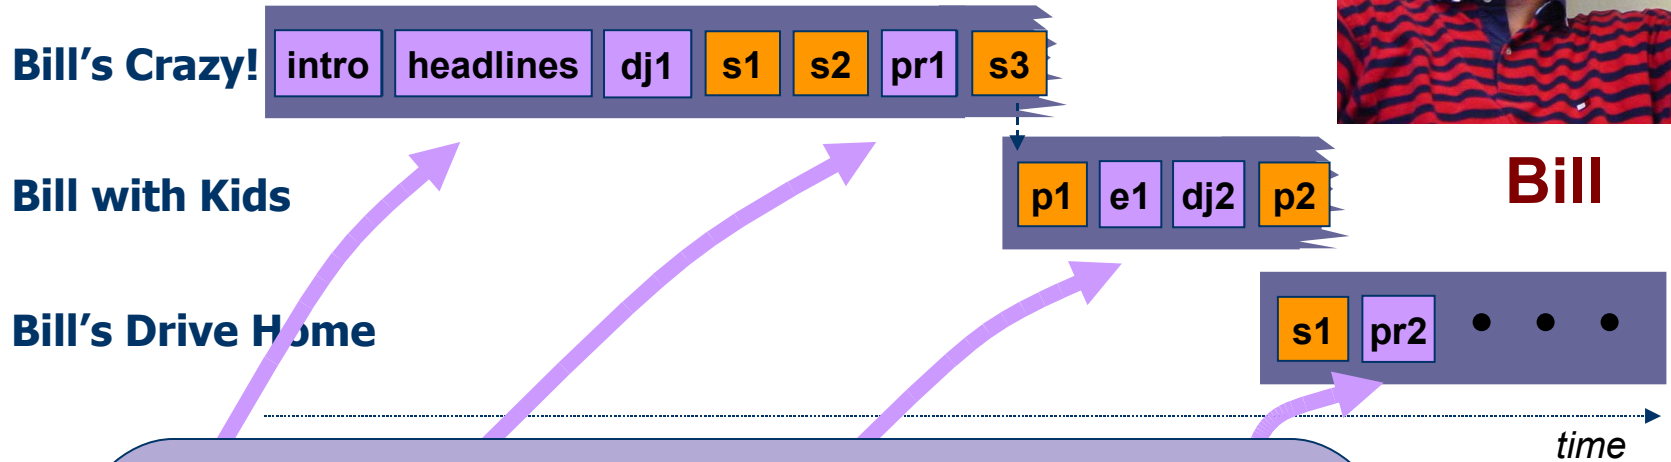 Bill's Crazy! intro headlines dj1 s1 s2 pr1 s3
Bill with Kids p1 e1 dj2 p2 Bill
Bill's Drive Home s1 pr2 • • •
time